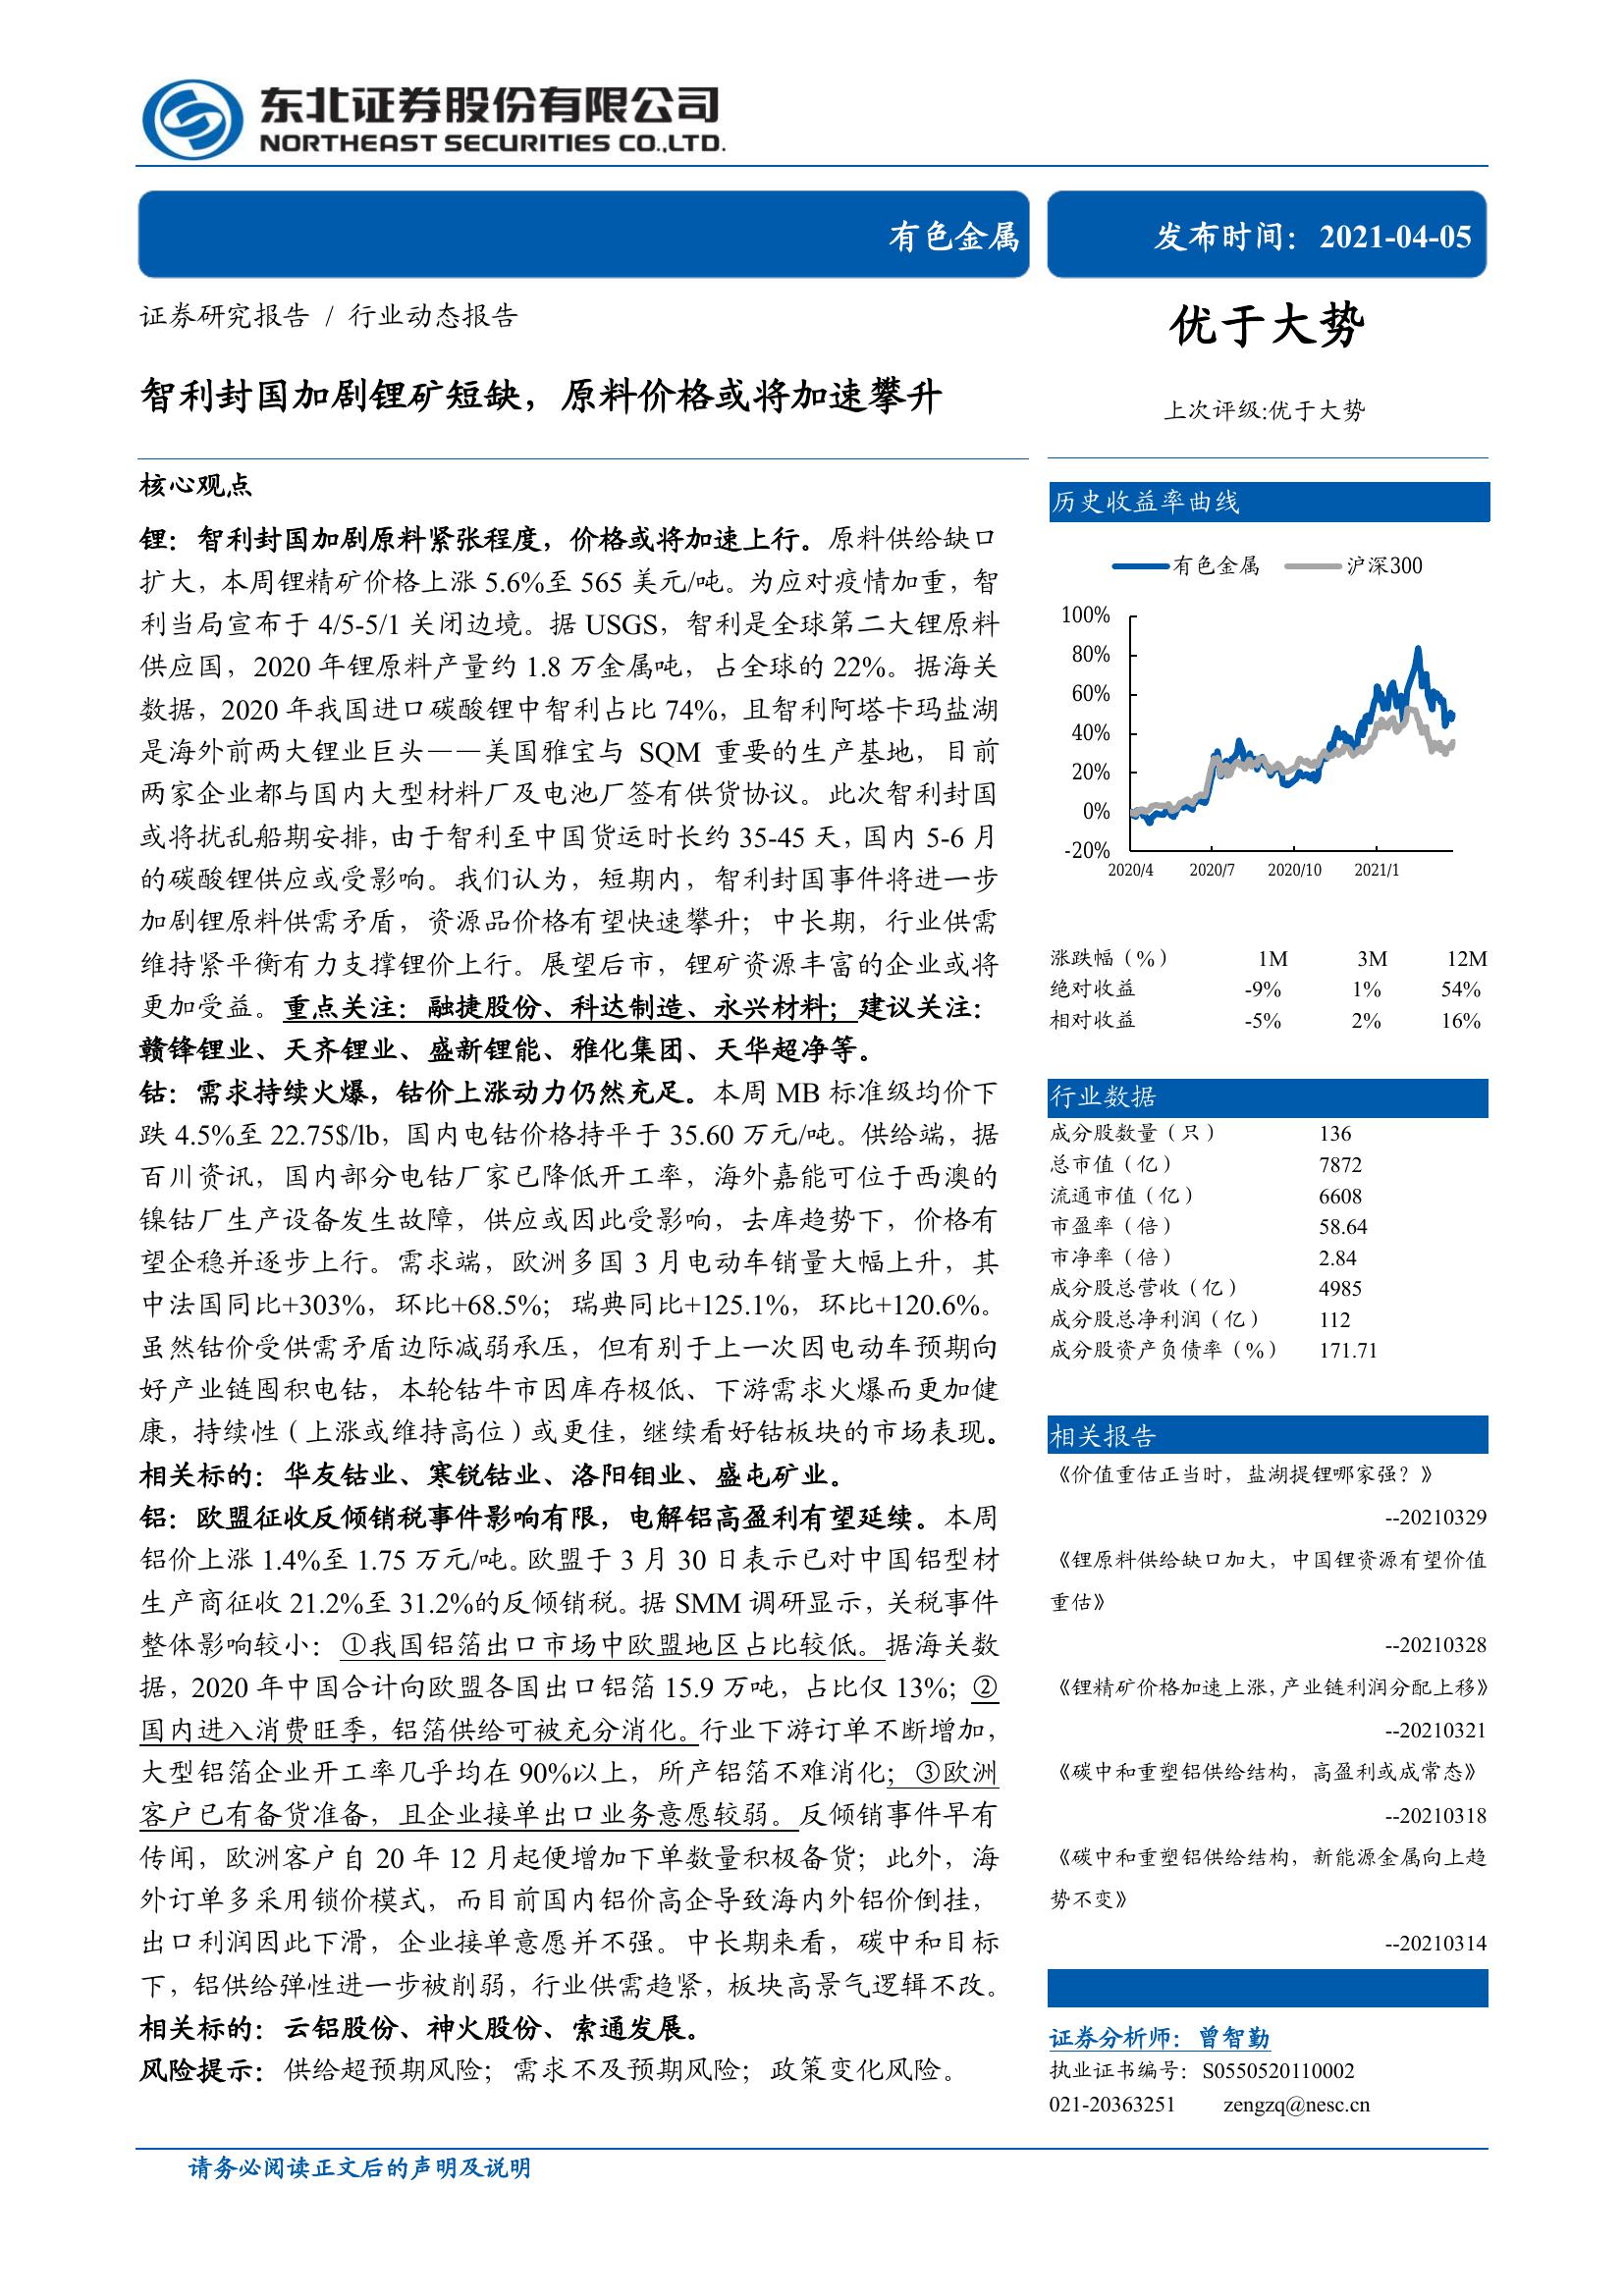 东北证券股份有限公司
NORTHEAST SECURITIES CO.,LTD.
有色金属
发布时间：2021-04-05
证券研究报告 / 行业动态报告
智利封国加剧锂矿短缺，原料价格或将加速攀升
核心观点
锂：智利封国加剧原料紧张程度，价格或将加速上行。原料供给缺口
扩大，本周锂精矿价格上涨 5.6%至 565 美元/吨。为应对疫情加重，智
利当局宣布于 4/5-5/1 关闭边境。据 USGS，智利是全球第二大锂原料
供应国，2020 年锂原料产量约 1.8 万金属吨，占全球的 22%。据海关
数据，2020 年我国进口碳酸锂中智利占比 74%，且智利阿塔卡玛盐湖
是海外前两大锂业巨头——美国雅宝与 SQM 重要的生产基地，目前
两家企业都与国内大型材料厂及电池厂签有供货协议。此次智利封国
或将扰乱船期安排，由于智利至中国货运时长约 35-45 天，国内 5-6 月
的碳酸锂供应或受影响。我们认为，短期内，智利封国事件将进一步
加剧锂原料供需矛盾，资源品价格有望快速攀升；中长期，行业供需
维持紧平衡有力支撑锂价上行。展望后市，锂矿资源丰富的企业或将
更加受益。重点关注：融捷股份、科达制造、永兴材料；建议关注：
赣锋锂业、天齐锂业、盛新锂能、雅化集团、天华超净等。
钴：需求持续火爆，钴价上涨动力仍然充足。本周 MB 标准级均价下
跌 4.5%至 22.75$/lb，国内电钴价格持平于 35.60 万元/吨。供给端，据
百川资讯，国内部分电钴厂家已降低开工率，海外嘉能可位于西澳的
镍钴厂生产设备发生故障，供应或因此受影响，去库趋势下，价格有
望企稳并逐步上行。需求端，欧洲多国 3 月电动车销量大幅上升，其
中法国同比+303%，环比+68.5%；瑞典同比+125.1%，环比+120.6%。
虽然钴价受供需矛盾边际减弱承压，但有别于上一次因电动车预期向
好产业链囤积电钴，本轮钴牛市因库存极低、下游需求火爆而更加健
康，持续性（上涨或维持高位）或更佳，继续看好钴板块的市场表现。
相关标的：华友钴业、寒锐钴业、洛阳钼业、盛屯矿业。
铝：欧盟征收反倾销税事件影响有限，电解铝高盈利有望延续。本周
铝价上涨 1.4%至 1.75 万元/吨。欧盟于 3 月 30 日表示已对中国铝型材
生产商征收 21.2%至 31.2%的反倾销税。据 SMM 调研显示，关税事件
整体影响较小：①我国铝箔出口市场中欧盟地区占比较低。据海关数
据，2020 年中国合计向欧盟各国出口铝箔 15.9 万吨，占比仅 13%；②
国内进入消费旺季，铝箔供给可被充分消化。行业下游订单不断增加，
大型铝箔企业开工率几乎均在 90%以上，所产铝箔不难消化；③欧洲
客户已有备货准备，且企业接单出口业务意愿较弱。反倾销事件早有
传闻，欧洲客户自 20 年 12 月起便增加下单数量积极备货；此外，海
外订单多采用锁价模式，而目前国内铝价高企导致海内外铝价倒挂，
出口利润因此下滑，企业接单意愿并不强。中长期来看，碳中和目标
下，铝供给弹性进一步被削弱，行业供需趋紧，板块高景气逻辑不改。
相关标的：云铝股份、神火股份、索通发展。
风险提示：供给超预期风险；需求不及预期风险；政策变化风险。
优于大势
上次评级:优于大势
历史收益率曲线
有色金属 沪深300
100%
80%
60%
40%
20%
0%
-20%
2020/4 2020/7 2020/10 2021/1
涨跌幅（%） 1M 3M 12M
绝对收益 -9% 1% 54%
相对收益 -5% 2% 16%
行业数据
成分股数量（只） 136
总市值（亿） 7872
流通市值（亿） 6608
市盈率（倍） 58.64
市净率（倍） 2.84
成分股总营收（亿） 4985
成分股总净利润（亿） 112
成分股资产负债率（%） 171.71
相关报告
《价值重估正当时，盐湖提锂哪家强？》
--20210329
《锂原料供给缺口加大，中国锂资源有望价值
重估》
--20210328
《锂精矿价格加速上涨，产业链利润分配上移》
--20210321
《碳中和重塑铝供给结构，高盈利或成常态》
--20210318
《碳中和重塑铝供给结构，新能源金属向上趋
势不变》
--20210314
证券分析师：曾智勤
执业证书编号：S0550520110002
021-20363251 zengzq@nesc.cn
请务必阅读正文后的声明及说明